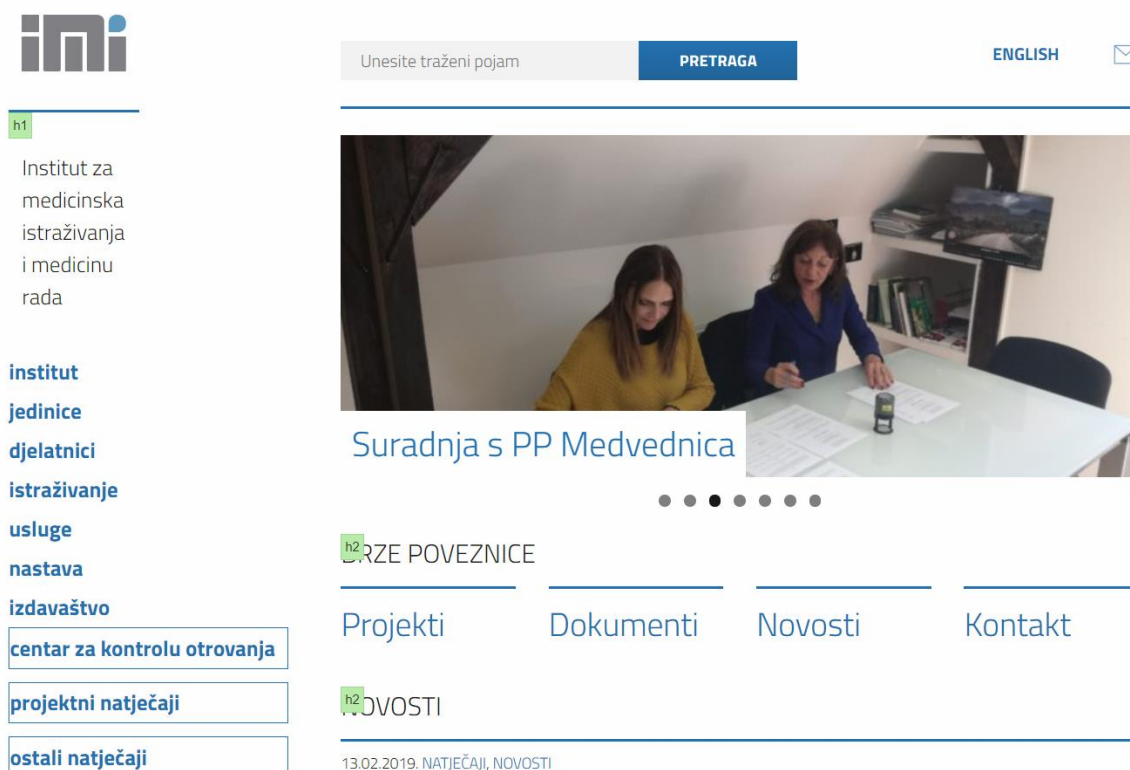 imi
Unesite traženi pojam
PRETRAGA
ENGLISH
h1
Institut za
medicinska
istraživanja
i medicinu
rada
institut
jedinice
djelatnici
istraživanje
usluge
nastava
izdavaštvo
centar za kontrolu otrovanja
projektni natječaji
ostali natječaji
Suradnja s PP Medvednica
h2
BRZE POVEZNICE
Projekti
Dokumenti
Novosti
Kontakt
h2
NOVOSTI
13.02.2019. NATJEČAJI, NOVOSTI